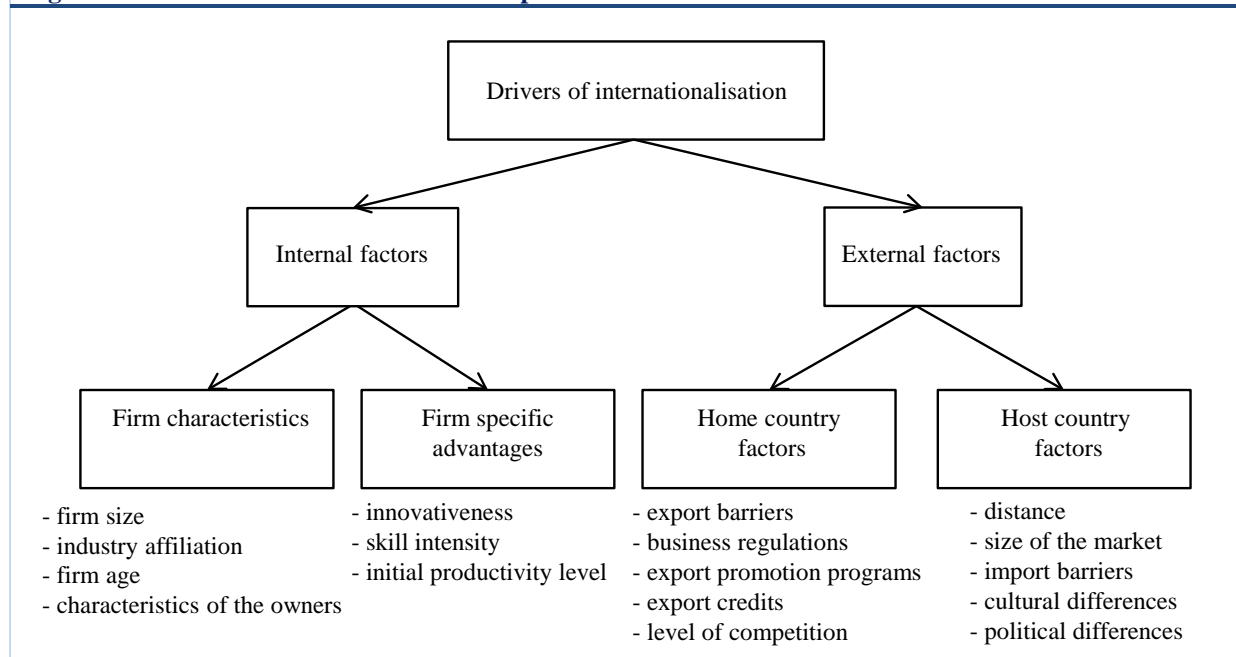 Drivers of internationalisation
Internal factors
External factors
Firm characteristics
Firm specific
advantages
Home country
factors
Host country
factors
- firm size
- industry affiliation
- firm age
- characteristics of the owners
- innovativeness
- skill intensity
- initial productivity level
- export barriers
- business regulations
- export promotion programs
- export credits
- level of competition
- distance
- size of the market
- import barriers
- cultural differences
- political differences